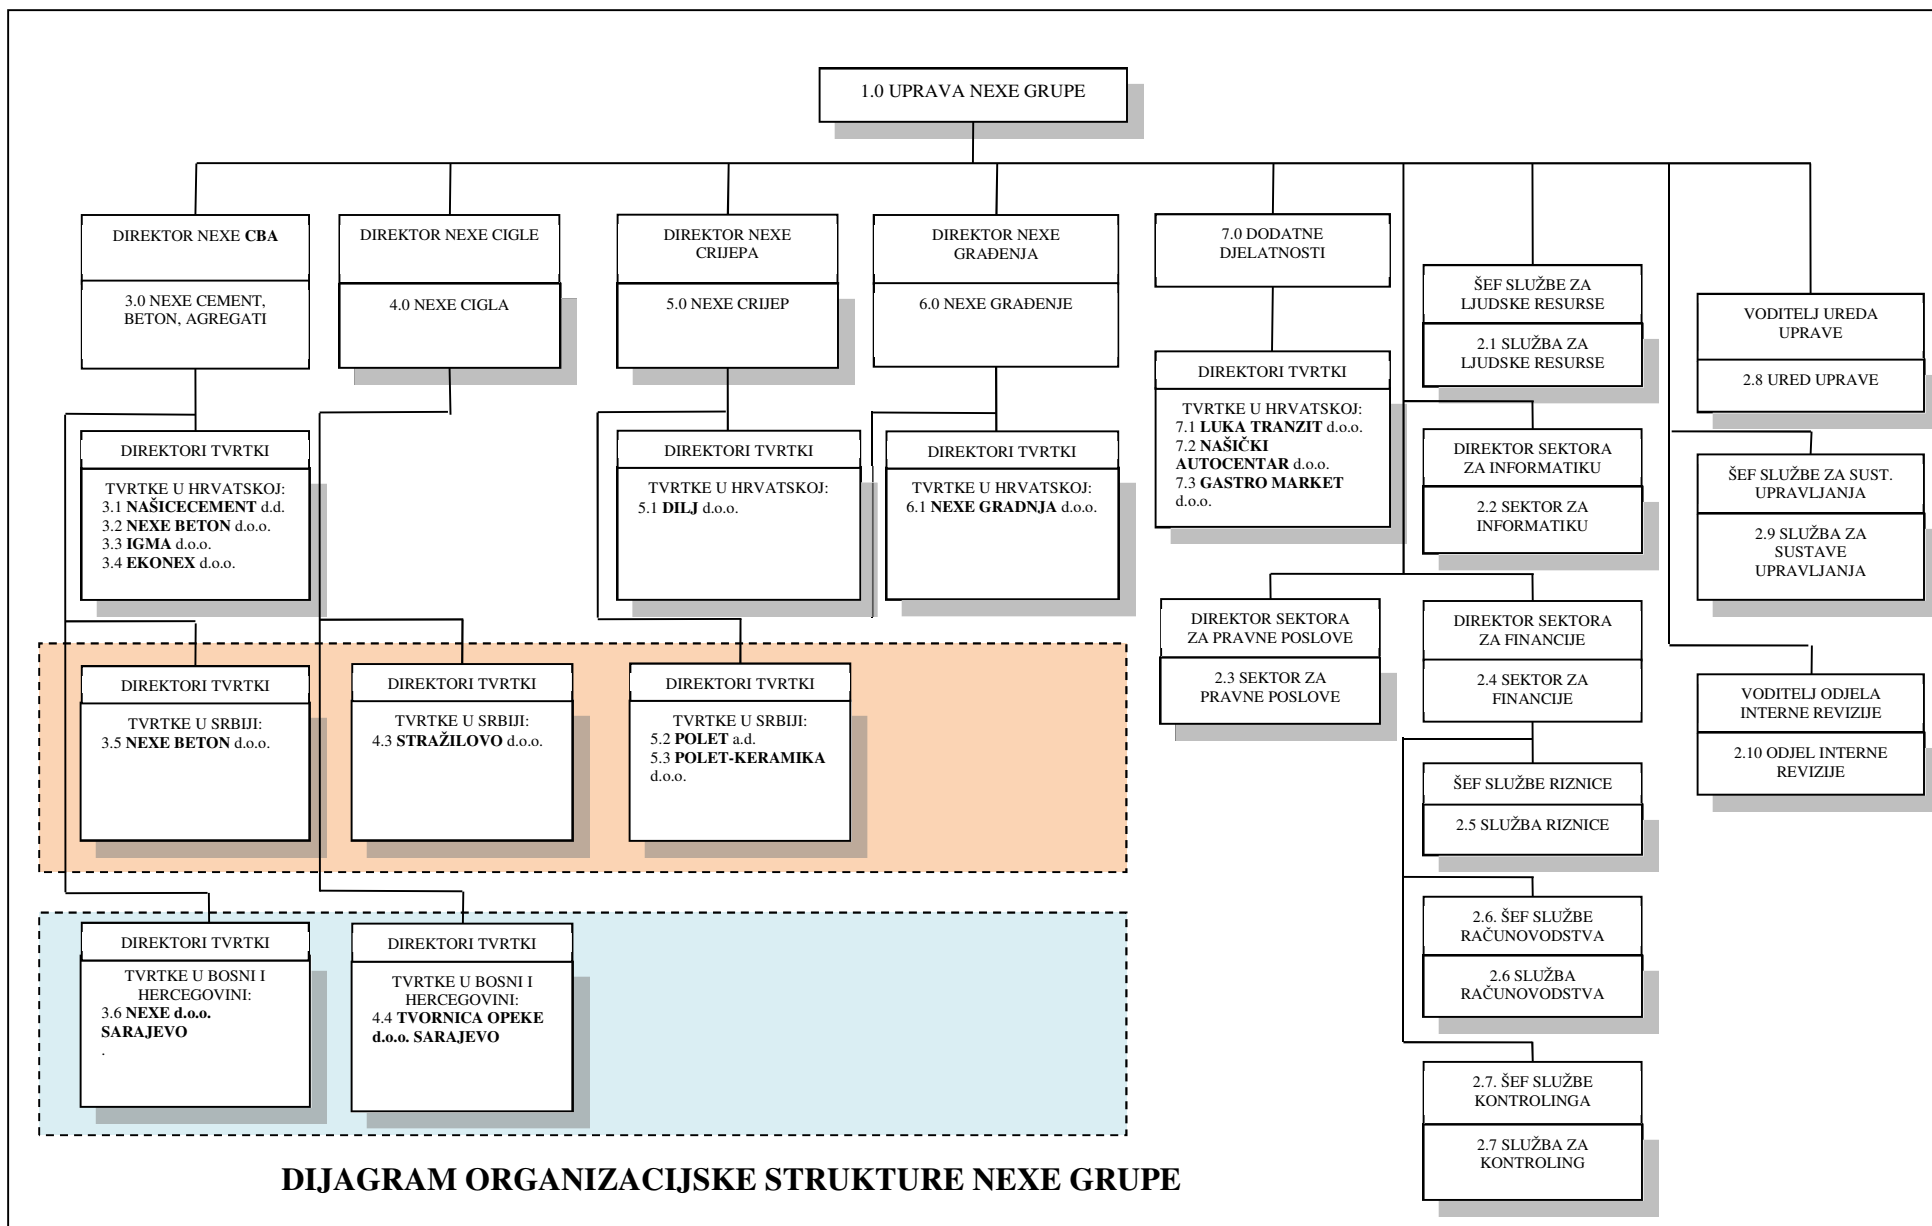 1.0 UPRAVA NEXE GRUPE
DIREKTOR NEXE CBA
3.0 NEXE CEMENT,
BETON, AGREGATI
DIREKTOR NEXE CIGLE
4.0 NEXE CIGLA
DIREKTOR NEXE
CRIJEPA
5.0 NEXE CRIJEP
DIREKTOR NEXE
GRAĐENJA
6.0 NEXE GRAĐENJE
7.0 DODATNE
DJELATNOSTI
ŠEF SLUŽBE ZA
LJUDSKE RESURSE
2.1 SLUŽBA ZA
LJUDSKE RESURSE
VODITELJ UREDA
UPRAVE
2.8 URED UPRAVE
DIREKTORI TVRTKI
TVRTKE U HRVATSKOJ:
7.1 LUKA TRANZIT d.o.o.
7.2 NAŠIČKI
AUTOCENTAR d.o.o.
7.3 GASTRO MARKET
d.o.o.
DIREKTORI TVRTKI
TVRTKE U HRVATSKOJ:
3.1 NAŠICECEMENT d.d.
3.2 NEXE BETON d.o.o.
3.3 IGMA d.o.o.
3.4 EKONEX d.o.o.
DIREKTORI TVRTKI
TVRTKE U HRVATSKOJ:
5.1 DILJ d.o.o.
DIREKTORI TVRTKI
TVRTKE U HRVATSKOJ:
6.1 NEXE GRADNJA d.o.o.
DIREKTOR SEKTORA
ZA INFORMATIKU
2.2 SEKTOR ZA
INFORMATIKU
ŠEF SLUŽBE ZA SUST.
UPRAVLJANJA
2.9 SLUŽBA ZA
SUSTAVE
UPRAVLJANJA
DIREKTOR SEKTORA
ZA PRAVNE POSLOVE
2.3 SEKTOR ZA
PRAVNE POSLOVE
DIREKTOR SEKTORA
ZA FINANCIJE
2.4 SEKTOR ZA
FINANCIJE
VODITELJ ODJELA
INTERNE REVIZIJE
2.10 ODJEL INTERNE
REVIZIJE
DIREKTORI TVRTKI
TVRTKE U SRBIJI:
3.5 NEXE BETON d.o.o.
DIREKTORI TVRTKI
TVRTKE U SRBIJI:
4.3 STRAŽILOVO d.o.o.
DIREKTORI TVRTKI
TVRTKE U SRBIJI:
5.2 POLET a.d.
5.3 POLET-KERAMIKA
d.o.o.
ŠEF SLUŽBE RIZNICE
2.5 SLUŽBA RIZNICE
2.6. ŠEF SLUŽBE
RAČUNOVODSTVA
2.6 SLUŽBA
RAČUNOVODSTVA
DIREKTORI TVRTKI
TVRTKE U BOSNI I
HERCEGOVINI:
3.6 NEXE d.o.o.
SARAJEVO
.
DIREKTORI TVRTKI
TVRTKE U BOSNI I
HERCEGOVINI:
4.4 TVORNICA OPEKE
d.o.o. SARAJEVO
2.7. ŠEF SLUŽBE
KONTROLINGA
2.7 SLUŽBA ZA
KONTROLING
DIJAGRAM ORGANIZACIJSKE STRUKTURE NEXE GRUPE